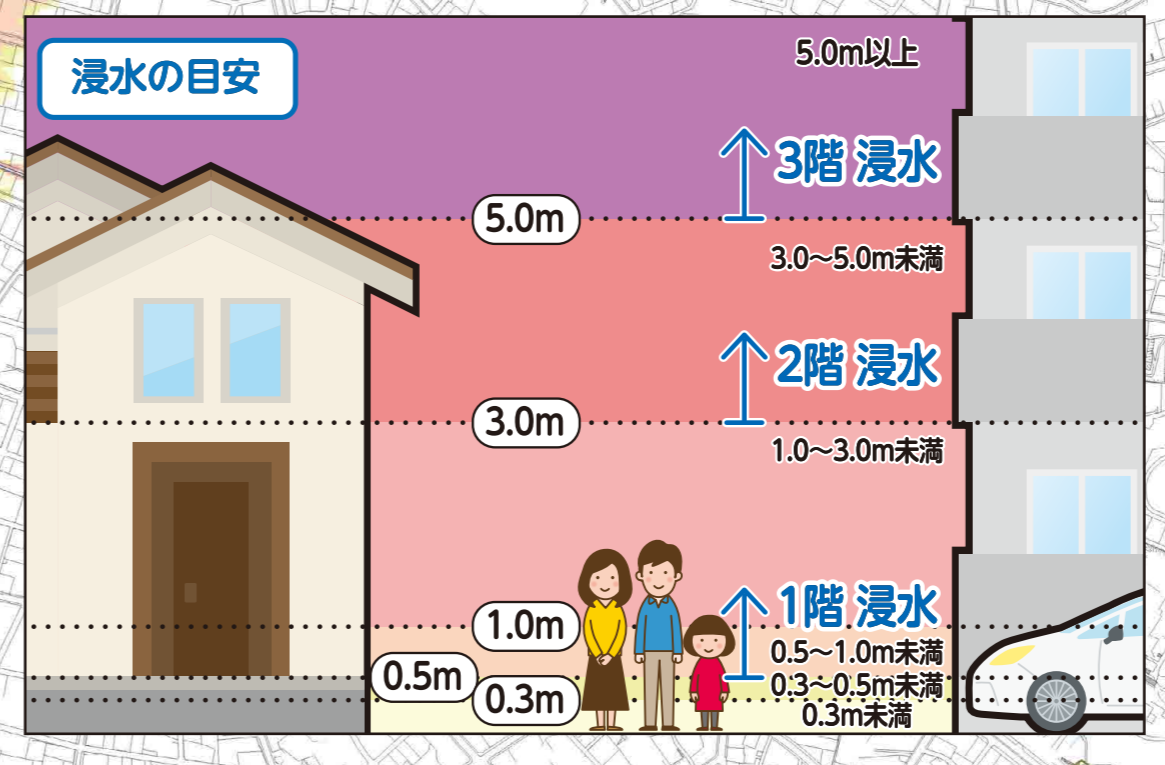 浸水の目安
5.0m以上
3階 浸水
5.0m
3.0～5.0m未満
2階 浸水
3.0m
1.0～3.0m未満
1階 浸水
1.0m
0.5～1.0m未満
0.5m
0.3～0.5m未満
0.3m
0.3m未満